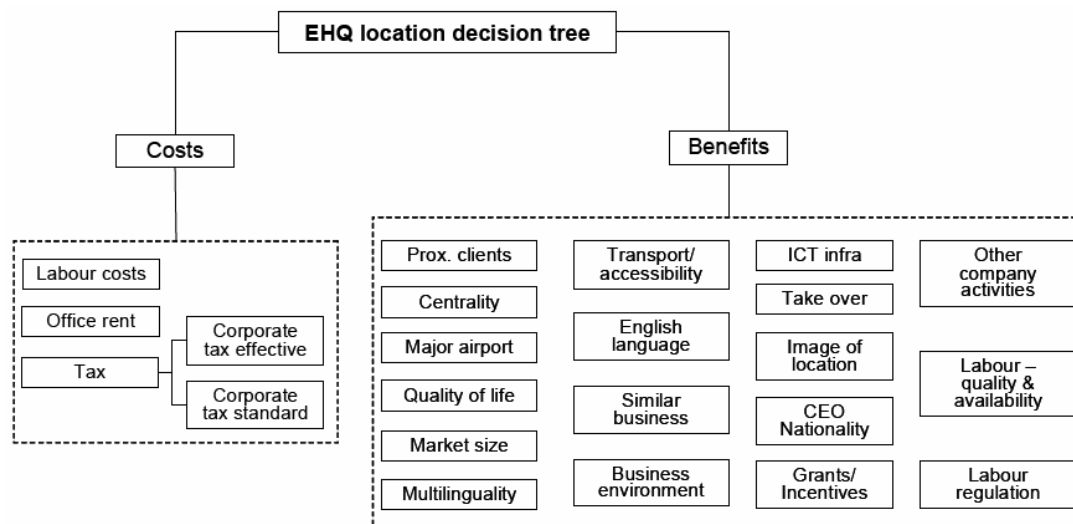 EHQ location decision tree
Costs
Benefits
Labour costs
Office rent
Tax
Corporate
tax effective
Corporate
tax standard
Prox. clients
Centrality
Major airport
Quality of life
Market size
Multilinguality
Transport/
accessibility
English
language
Similar
business
Business
environment
ICT infra
Take over
Image of
location
CEO
Nationality
Grants/
Incentives
Other
company
activities
Labour –
quality &
availability
Labour
regulation